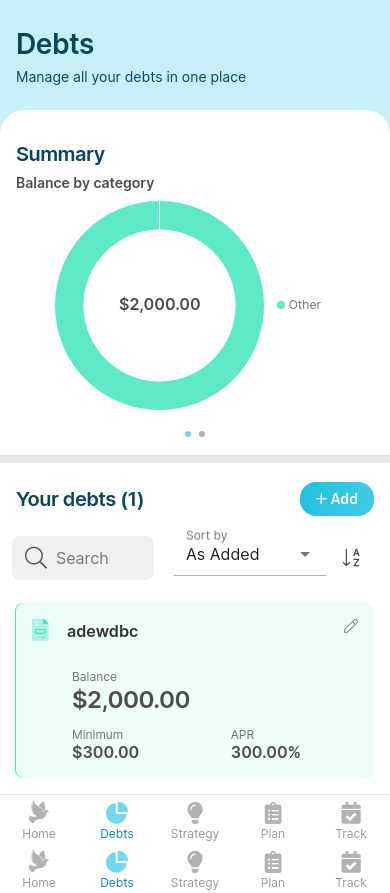 Debts
Manage all your debts in one place
Summary
Balance by category
$2,000.00
Other
Your debts (1)
+ Add
Search
Sort by
As Added
A
Z
adewdbc
Balance
$2,000.00
Minimum APR
$300.00 300.00%
Home Debts Strategy Plan Track
Home Debts Strategy Plan Track